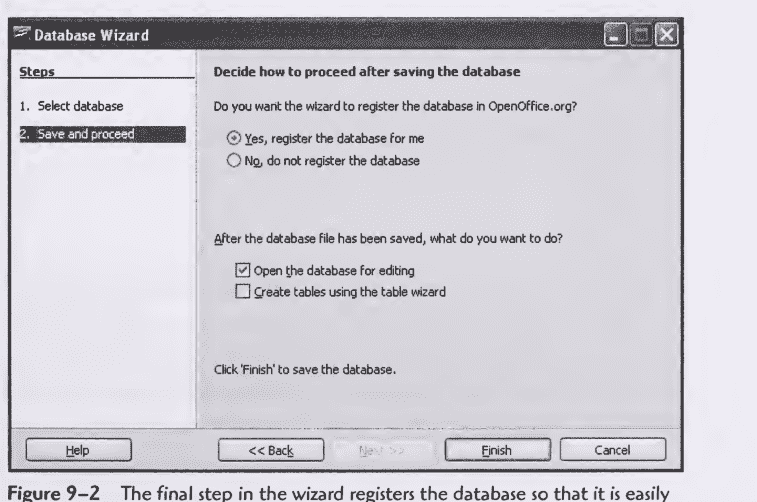 Database Wizard
Steps
1. Select database
2. Save and proceed
Decide how to proceed after saving the database
Do you want the wizard to register the database in OpenOffice.org?
Yes, register the database for me
No, do not register the database
After the database file has been saved, what do you want to do?
Open the database for editing
Create tables using the table wizard
Click 'Finish' to save the database.
Help
<< Back
Next >>
Finish
Cancel
Figure 9–2 The final step in the wizard registers the database so that it is easily